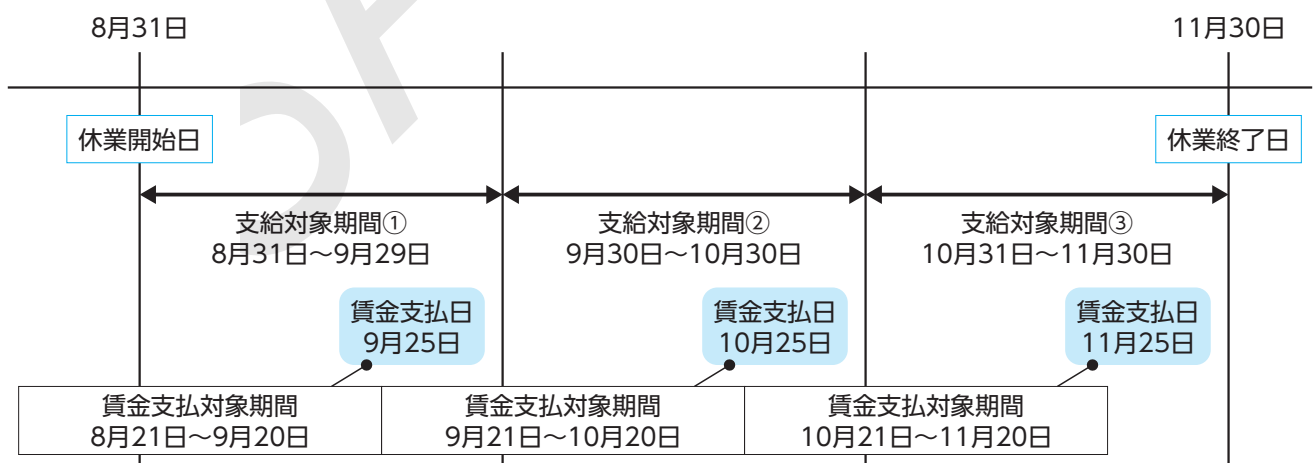 8月31日
11月30日
休業開始日
休業終了日
支給対象期間①
8月31日～9月29日
支給対象期間②
9月30日～10月30日
支給対象期間③
10月31日～11月30日
賃金支払日
9月25日
賃金支払日
10月25日
賃金支払日
11月25日
賃金支払対象期間
8月21日～9月20日
賃金支払対象期間
9月21日～10月20日
賃金支払対象期間
10月21日～11月20日